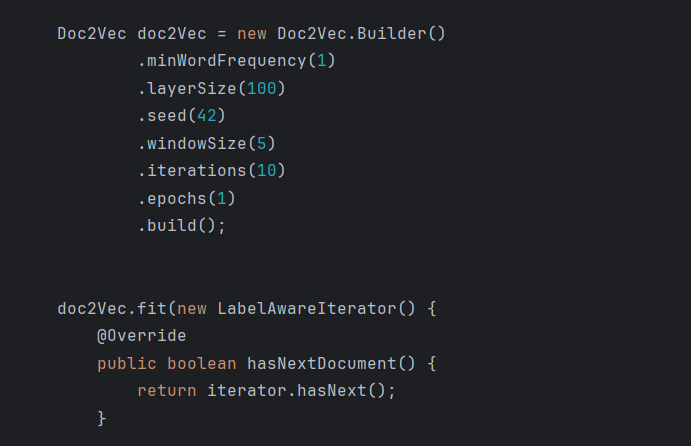 Doc2Vec doc2Vec = new Doc2Vec.Builder()
.minWordFrequency(1)
.layerSize(100)
.seed(42)
.windowSize(5)
.iterations(10)
.epochs(1)
.build();
doc2Vec.fit(new LabelAwareIterator() {
@Override
public boolean hasNextDocument() {
return iterator.hasNext();
}